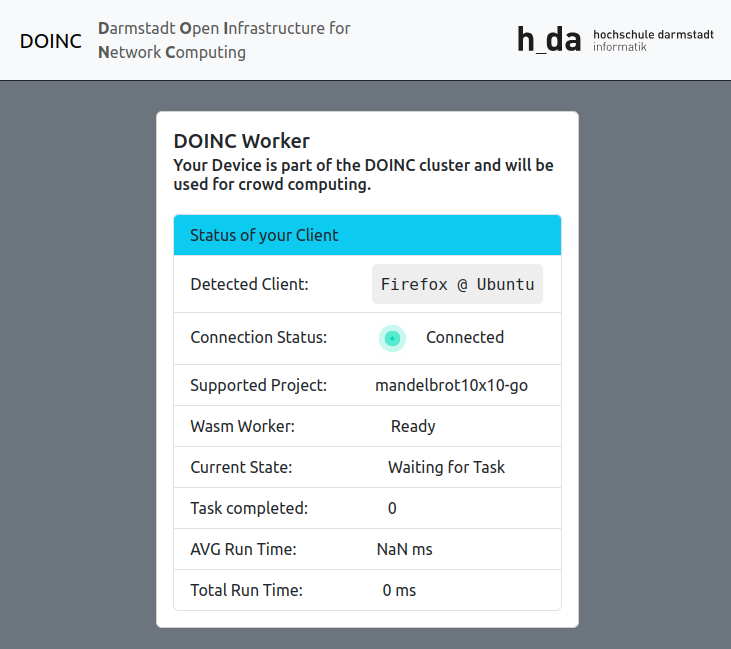 DOINC
Darmstadt Open Infrastructure for
Network Computing
h_da
hochschule darmstadt
informatik
DOINC Worker
Your Device is part of the DOINC cluster and will be
used for crowd computing.
Status of your Client
Detected Client: Firefox @ Ubuntu
Connection Status: Connected
Supported Project: mandelbrot10x10-go
Wasm Worker: Ready
Current State: Waiting for Task
Task completed: 0
AVG Run Time: NaN ms
Total Run Time: 0 ms